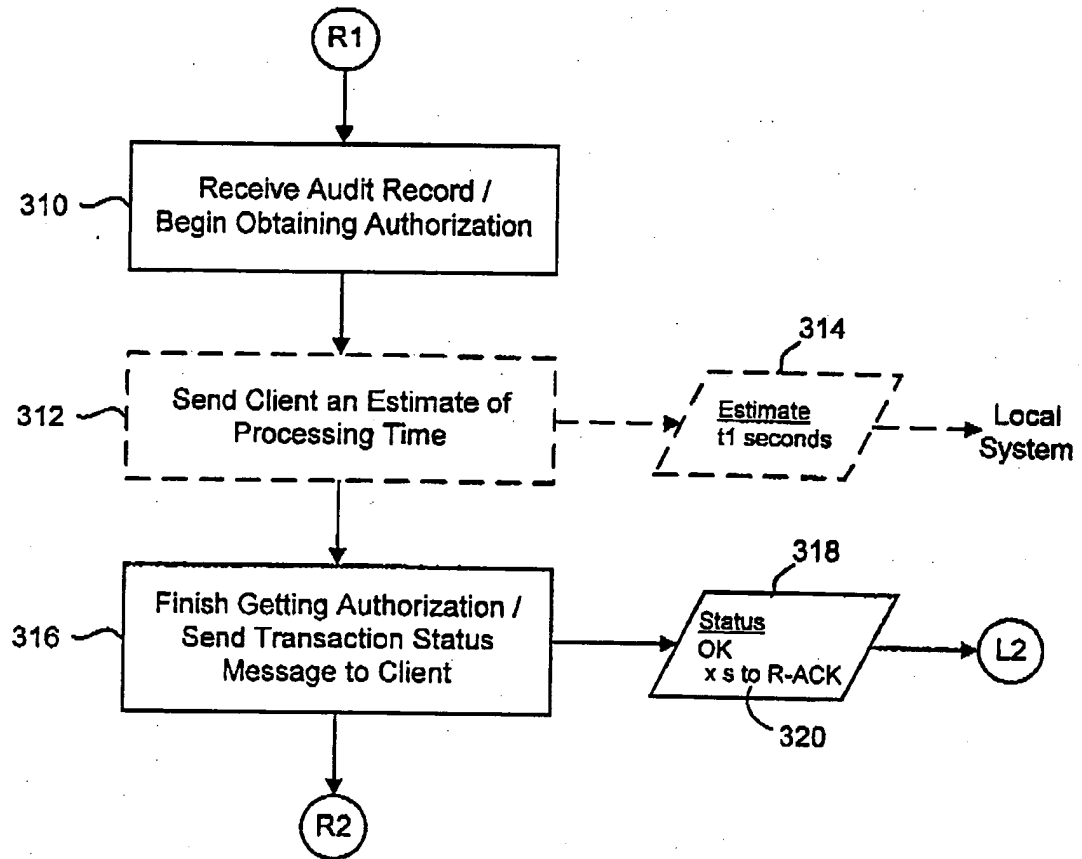 R1
310
Receive Audit Record /
Begin Obtaining Authorization
312
Send Client an Estimate of
Processing Time
314
Estimate
t1 seconds
Local
System
316
Finish Getting Authorization /
Send Transaction Status
Message to Client
318
Status
OK
x s to R-ACK
320
L2
R2